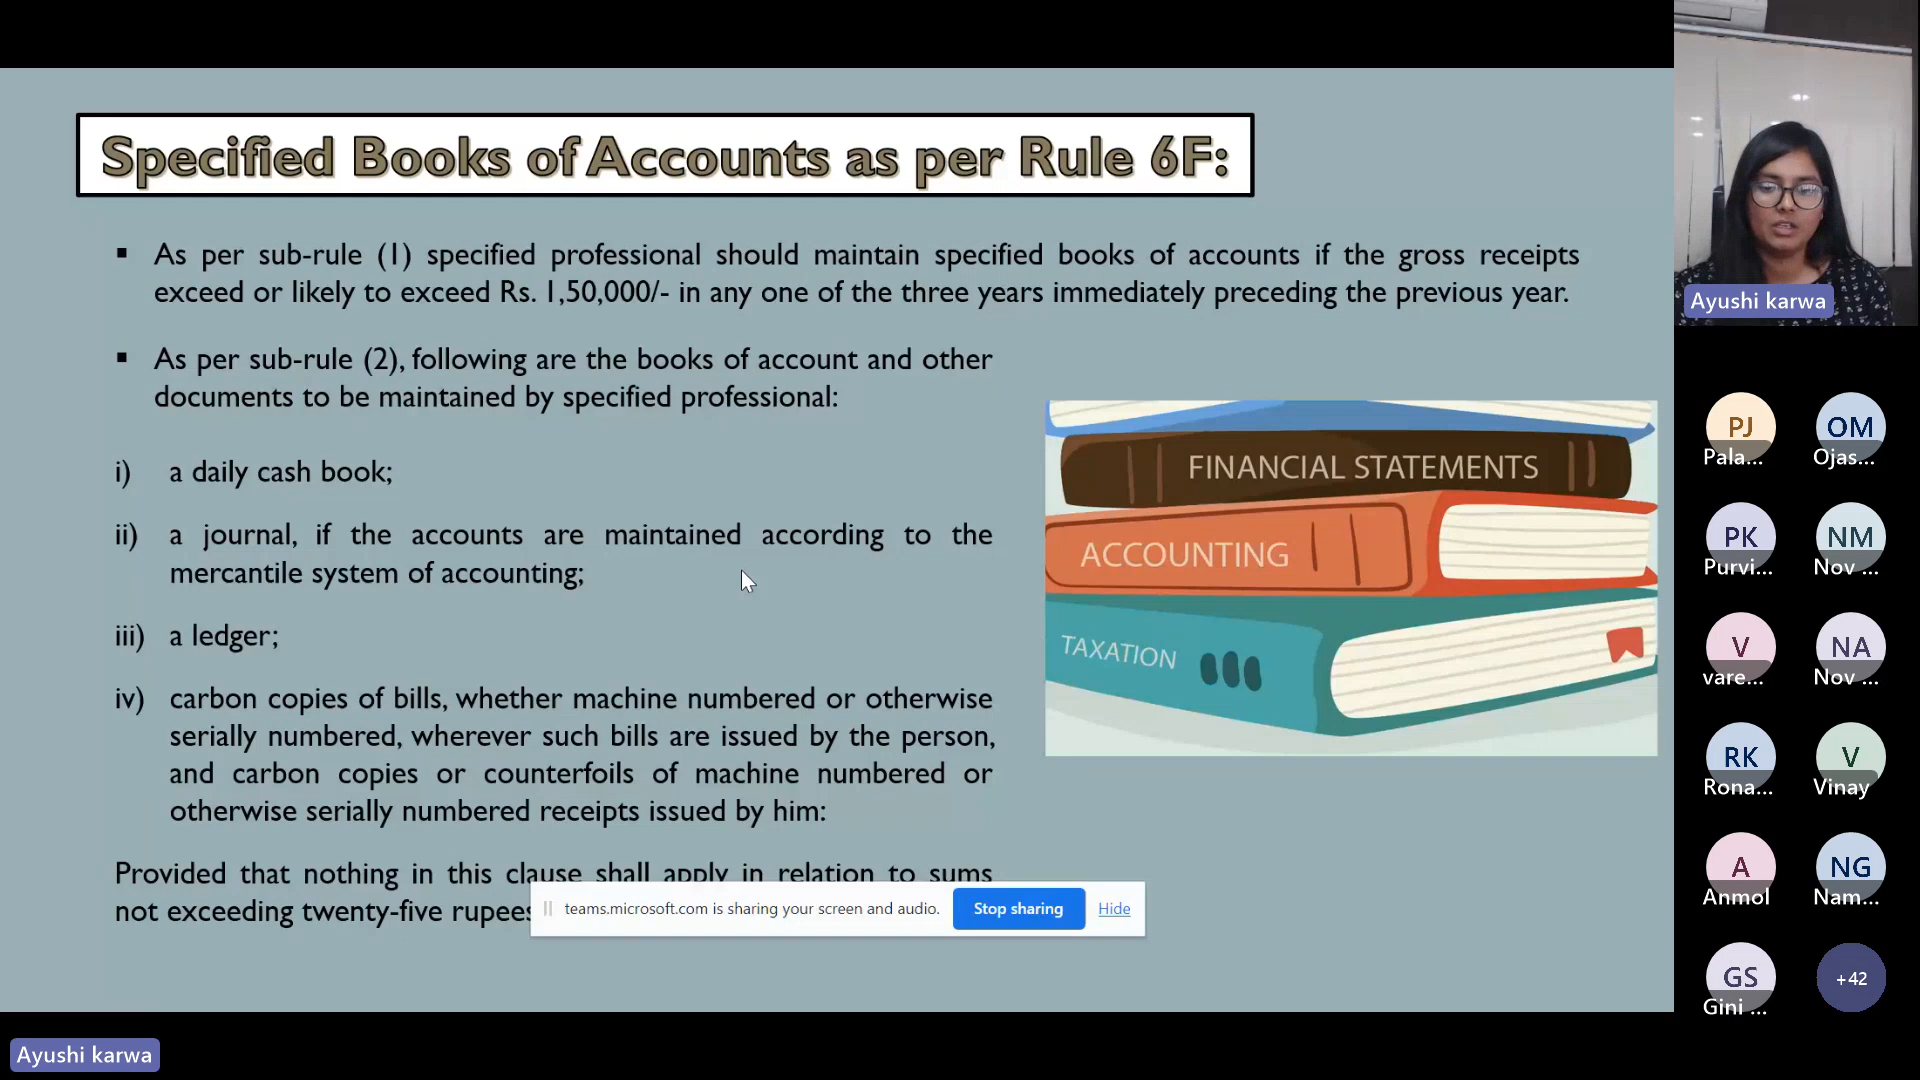 Specified Books of Accounts as per Rule 6F:
▪ As per sub-rule (1) specified professional should maintain specified books of accounts if the gross receipts
exceed or likely to exceed Rs. 1,50,000/- in any one of the three years immediately preceding the previous year.
▪ As per sub-rule (2), following are the books of account and other
documents to be maintained by specified professional:
i) a daily cash book;
ii) a journal, if the accounts are maintained according to the
mercantile system of accounting;
iii) a ledger;
iv) carbon copies of bills, whether machine numbered or otherwise
serially numbered, wherever such bills are issued by the person,
and carbon copies or counterfoils of machine numbered or
otherwise serially numbered receipts issued by him:
Provided that nothing in this clause shall apply in relation to sums
not exceeding twenty-five rupees
FINANCIAL STATEMENTS
ACCOUNTING
TAXATION
teams.microsoft.com is sharing your screen and audio. Stop sharing Hide
Ayushi karwa
PJ OM
Pala... Ojas...
PK NM
Purvi... Nov ...
V NA
vare... Nov ...
RK V
Rona... Vinay
A NG
Anmol Nam...
GS +42
Gini ...
Ayushi karwa